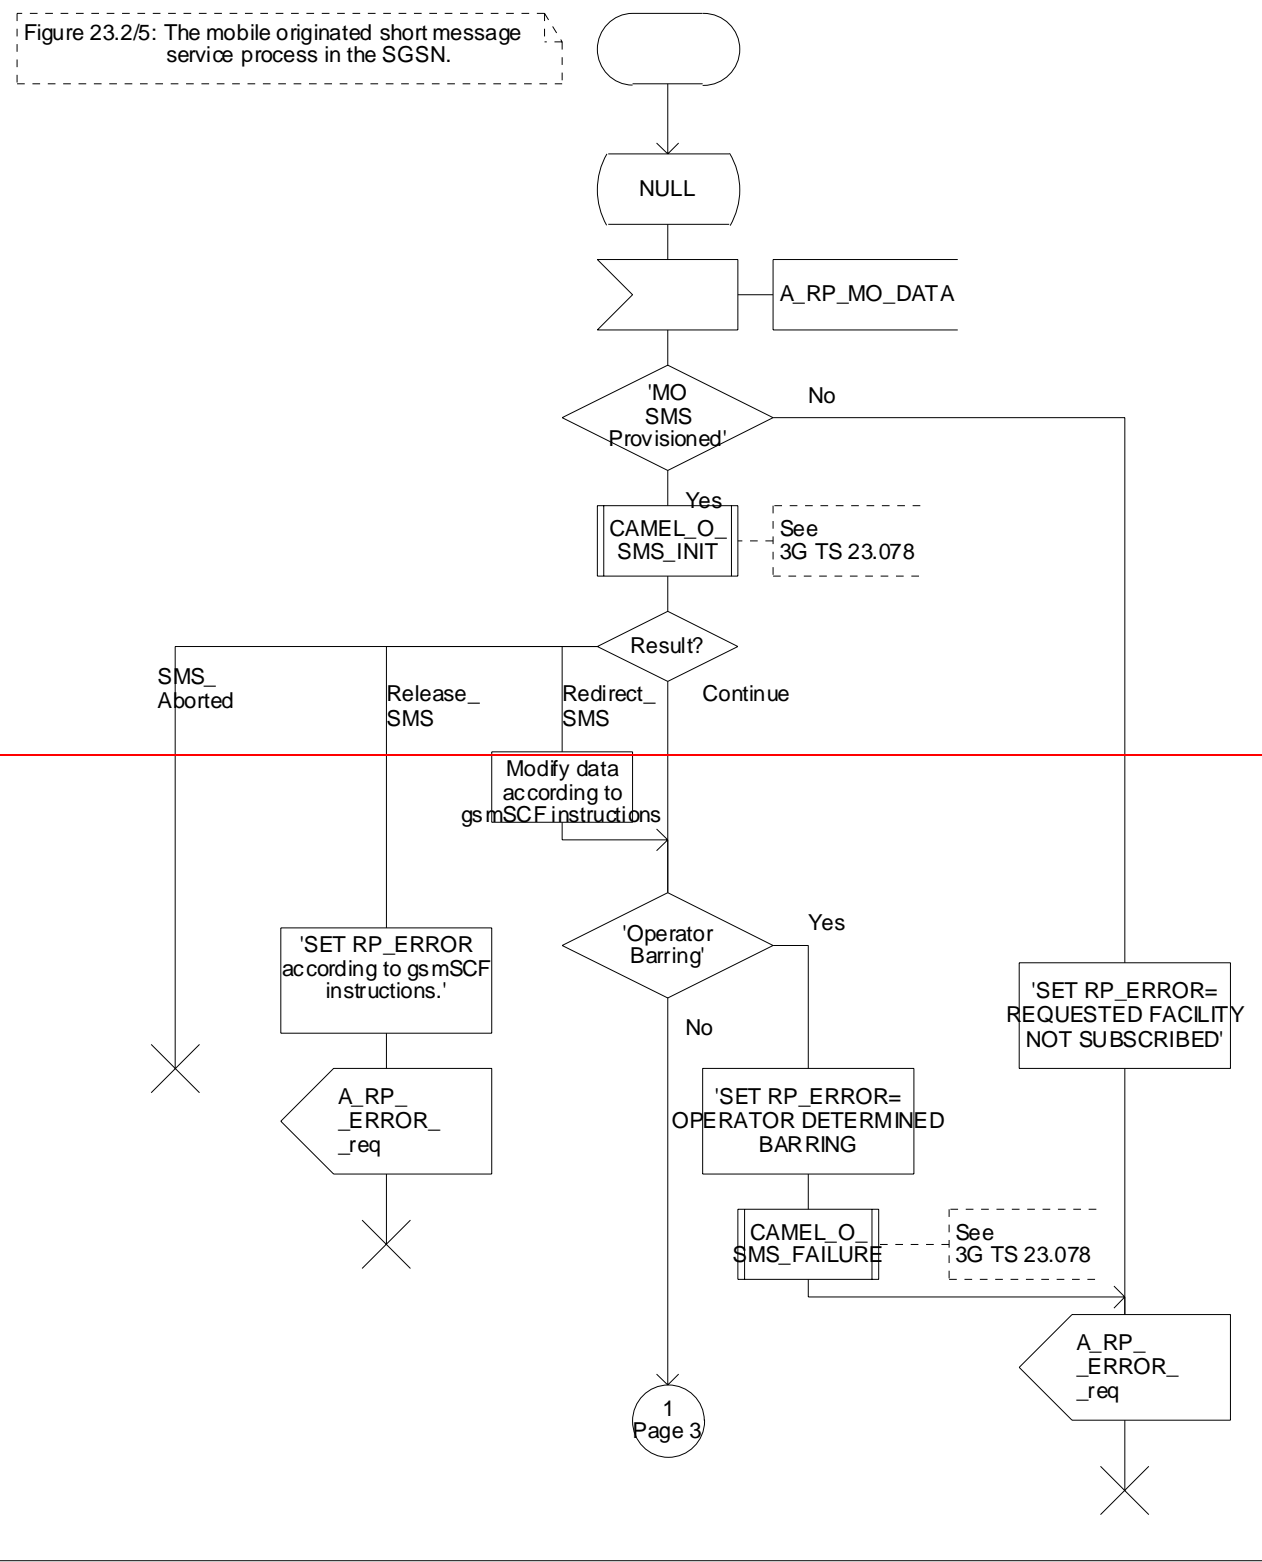 Figure 23.2/5: The mobile originated short message
service process in the SGSN.
NULL
A_RP_MO_DATA
'MO
SMS
Provisioned'
No
Yes
CAMEL_O_
SMS_INIT
See
3G TS 23.078
Result?
SMS_
Aborted
Release_
SMS
Redirect_
SMS
Continue
Modify data
according to
gsmSCF instructions
'Operator
Barring'
Yes
No
'SET RP_ERROR
according to gsmSCF
instructions.'
'SET RP_ERROR=
REQUESTED FACILITY
NOT SUBSCRIBED'
A_RP_
_ERROR_
_req
'SET RP_ERROR=
OPERATOR DETERMINED
BARRING
CAMEL_O_
SMS_FAILURE
See
3G TS 23.078
A_RP_
_ERROR_
_req
1
Page 3